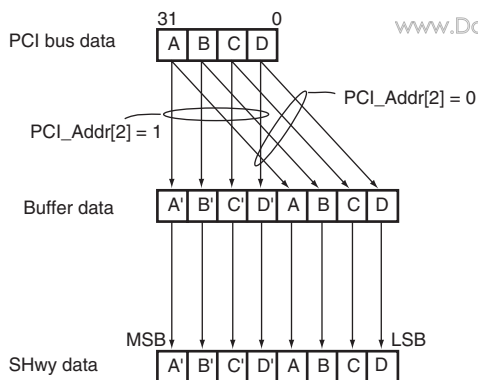 31 0
PCI bus data A B C D
www.Do
PCI_Addr[2] = 0
PCI_Addr[2] = 1
Buffer data A' B' C' D' A B C D
MSB LSB
SHwy data A' B' C' D' A B C D